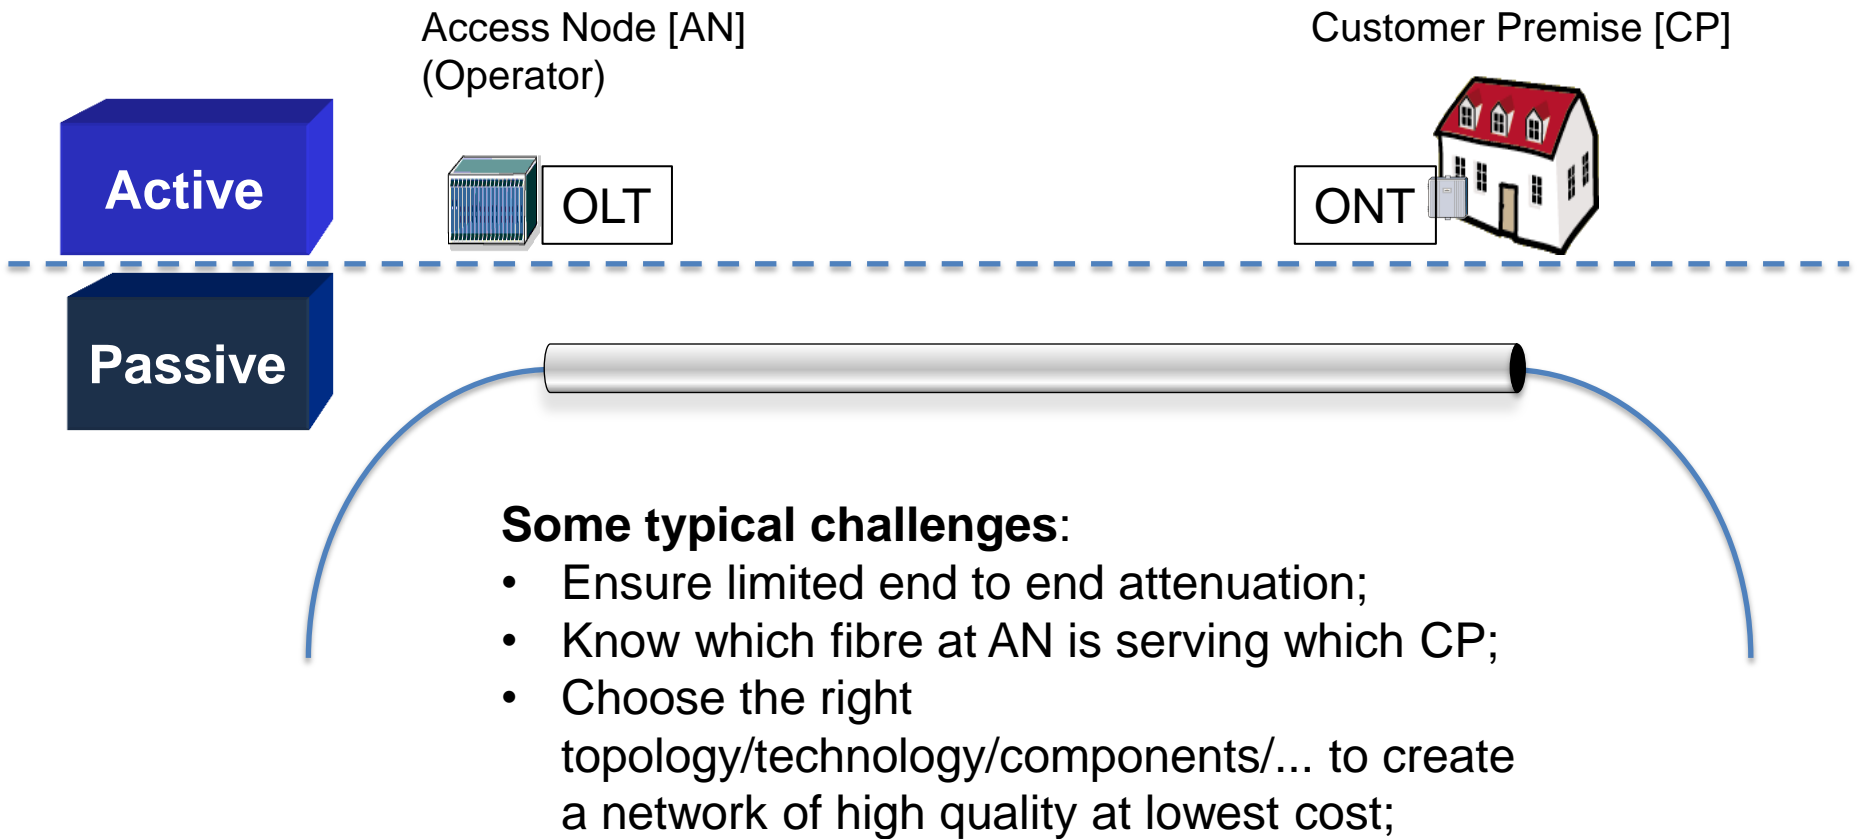 Access Node [AN]
(Operator)
Customer Premise [CP]
Active
OLT
ONT
Passive
Some typical challenges:
• Ensure limited end to end attenuation;
• Know which fibre at AN is serving which CP;
• Choose the right
topology/technology/components/... to create
a network of high quality at lowest cost;